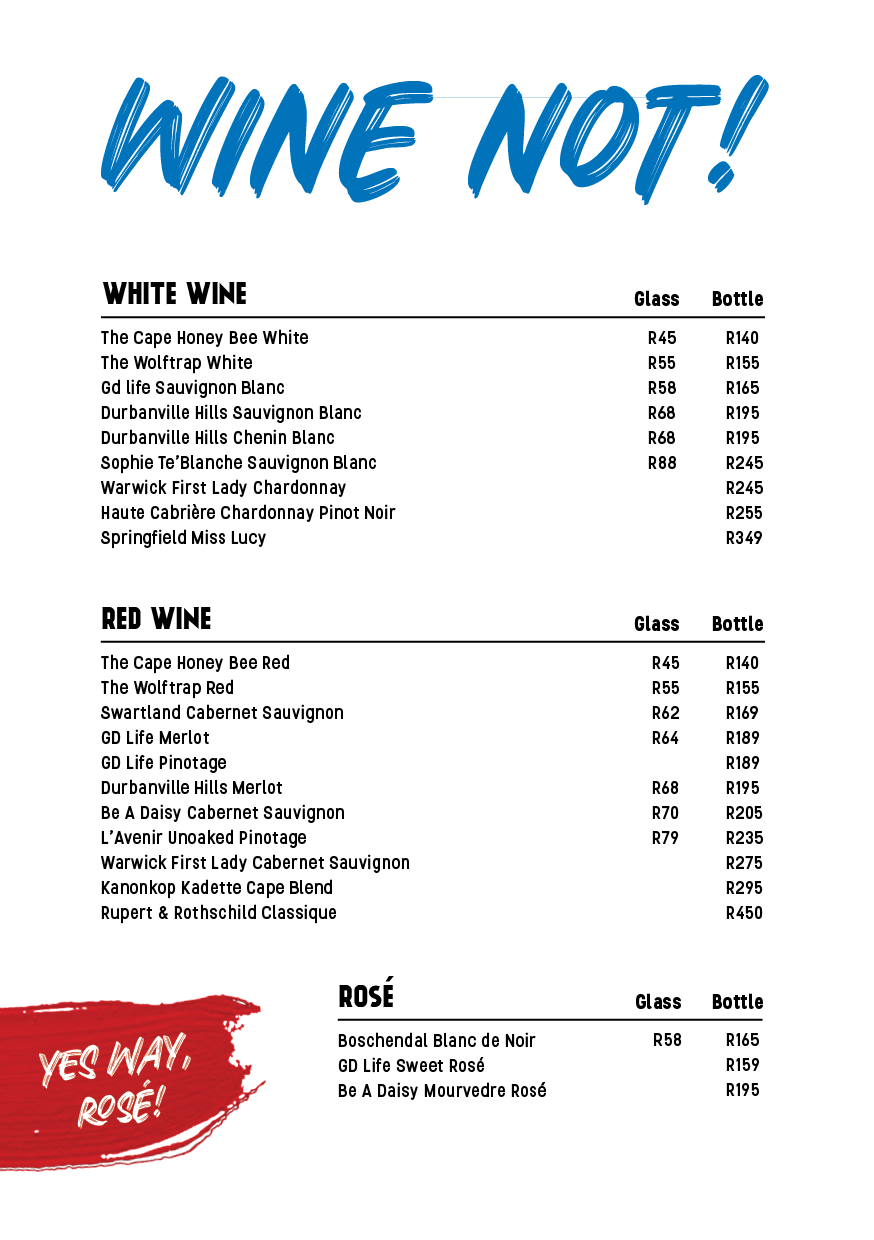 WINE NOT!
WHITE WINE Glass Bottle
The Cape Honey Bee White R45 R140
The Wolftrap White R55 R155
Gd life Sauvignon Blanc R58 R165
Durbanville Hills Sauvignon Blanc R68 R195
Durbanville Hills Chenin Blanc R68 R195
Sophie Te'Blanche Sauvignon Blanc R88 R245
Warwick First Lady Chardonnay R245
Haute Cabrière Chardonnay Pinot Noir R255
Springfield Miss Lucy R349
RED WINE Glass Bottle
The Cape Honey Bee Red R45 R140
The Wolftrap Red R55 R155
Swartland Cabernet Sauvignon R62 R169
GD Life Merlot R64 R189
GD Life Pinotage R189
Durbanville Hills Merlot R68 R195
Be A Daisy Cabernet Sauvignon R70 R205
L'Avenir Unoaked Pinotage R79 R235
Warwick First Lady Cabernet Sauvignon R275
Kanonkop Kadette Cape Blend R295
Rupert & Rothschild Classique R450
ROSÉ Glass Bottle
Boschendal Blanc de Noir R58 R165
GD Life Sweet Rosé R159
Be A Daisy Mourvedre Rosé R195
YES WAY,
ROSÉ!